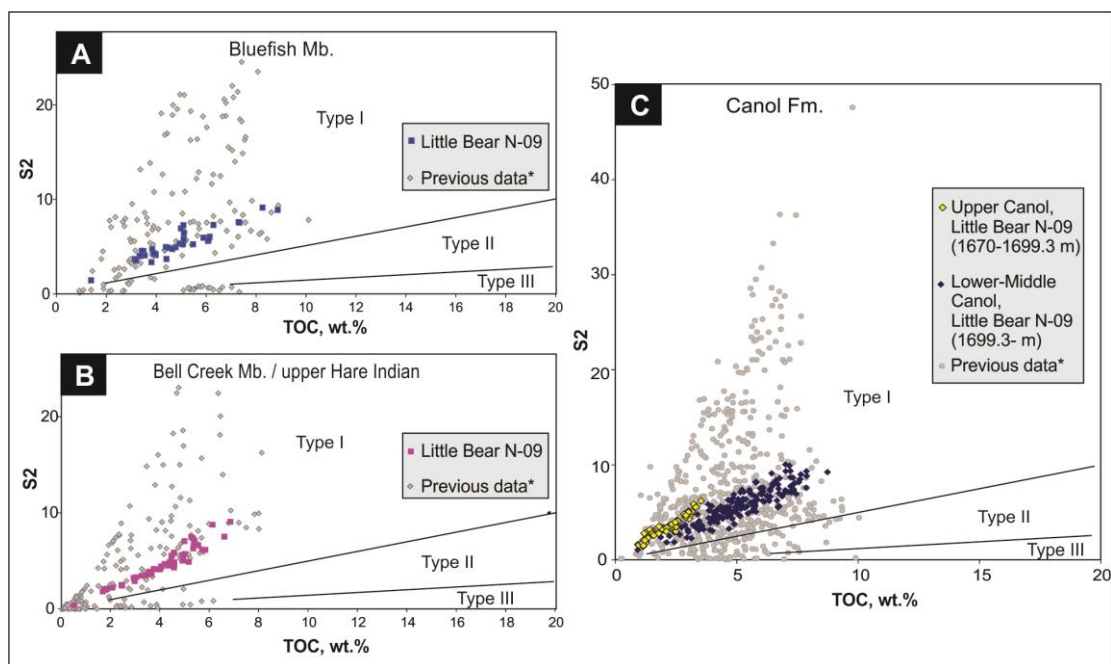 A
Bluefish Mb.
20
10
0
S2
Type I
Little Bear N-09
Previous data*
Type II
Type III
0 2 4 6 8 10 12 14 16 18 20
TOC, wt.%
B
Bell Creek Mb. / upper Hare Indian
20
10
0
S2
Type I
Little Bear N-09
Previous data*
Type II
Type III
0 2 4 6 8 10 12 14 16 18 20
TOC, wt.%
C
Canol Fm.
50
40
30
20
10
0
S2
Upper Canol,
Little Bear N-09
(1670-1699.3 m)
Lower-Middle
Canol,
Little Bear N-09
(1699.3- m)
Previous data*
Type I
Type II
Type III
0 5 10 15 20
TOC, wt.%